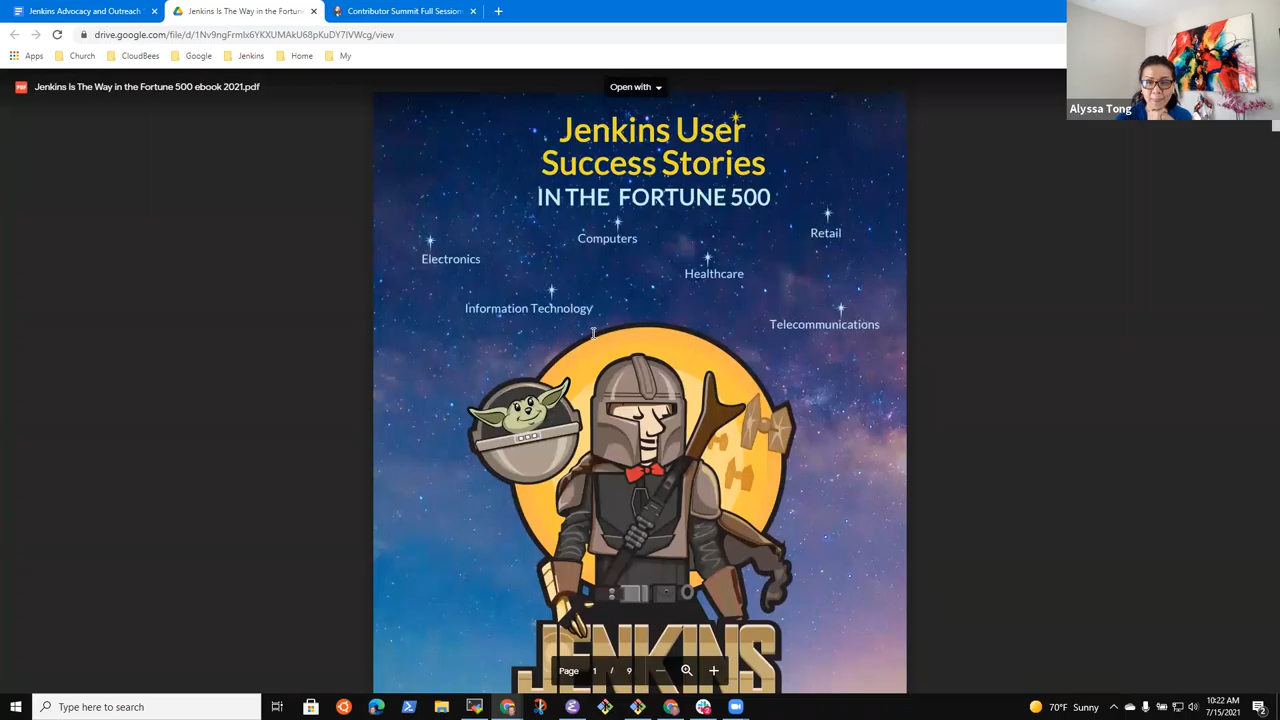 Jenkins Advocacy and Outreach
Jenkins Is The Way in the Fortune
Contributor Summit Full Session
drive.google.com/file/d/1Nv9ngFrmlx6YKXUMAkU68pKuDY7IVWcg/view
Apps
Church
CloudBees
Google
Jenkins
Home
My
Jenkins Is The Way in the Fortune 500 ebook 2021.pdf
Open with
Alyssa Tong
Jenkins User
Success Stories
IN THE FORTUNE 500
Retail
Computers
Electronics
Healthcare
Information Technology
Telecommunications
JENKINS
Page 1 / 9
Type here to search
70°F Sunny
10:22 AM
7/15/2021